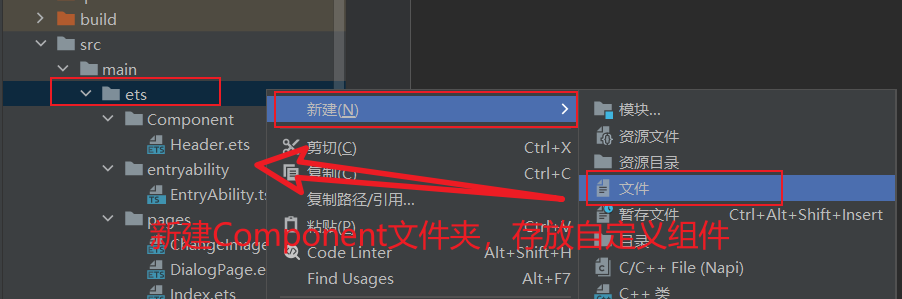 build
src
main
ets
Component
Header.ets
entryability
EntryAbility.ts
pages
ChangeImage
DialogPage.e
Index.ets
新建(N)
剪切(C) Ctrl+X
复制(C) Ctrl+C
复制路径/引用...
粘贴(P) Ctrl+V
Code Linter Alt+Shift+H
Find Usages Alt+F7
模块...
资源文件
资源目录
文件
暂存文件 Ctrl+Alt+Shift+Insert
目录
C/C++ File (Napi)
C/C++ 类
新建Component文件夹，存放自定义组件